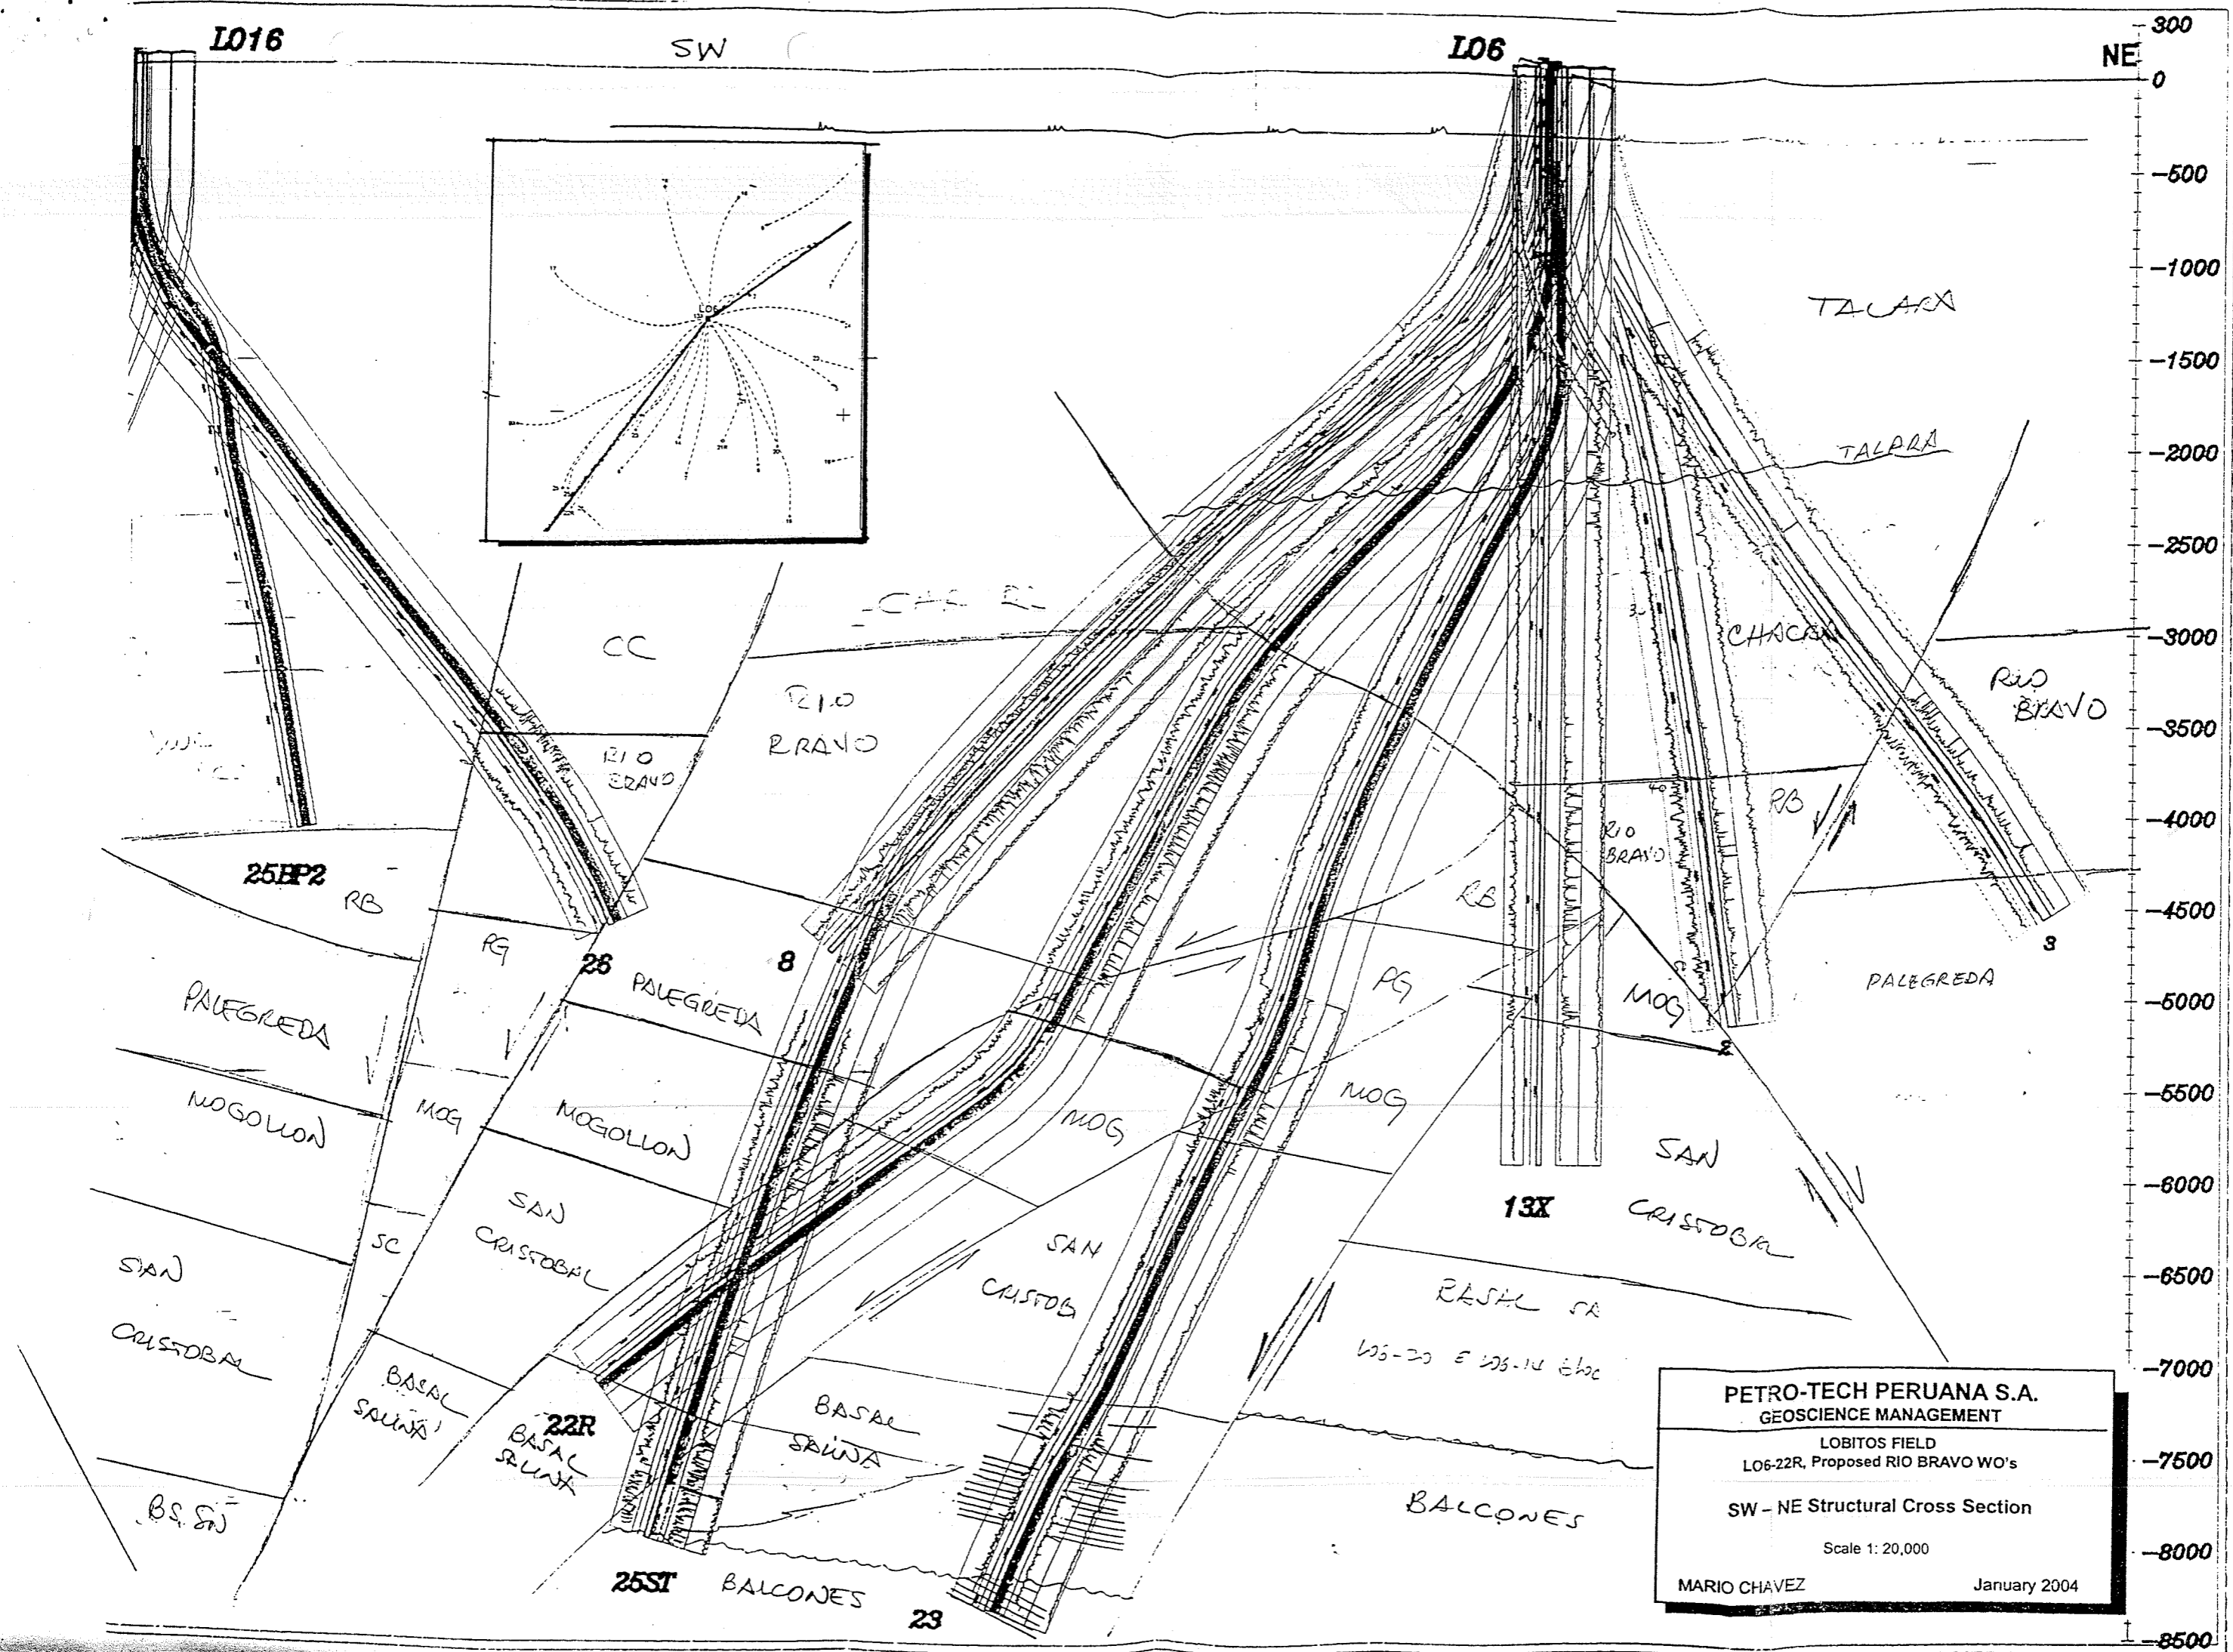 LO16
SW
LO6
NE
300
0
-500
-1000
-1500
-2000
-2500
-3000
-3500
-4000
-4500
-5000
-5500
-6000
-6500
-7000
-7500
-8000
-8500
LO6
TALARA
TALARA
CC
RIO
BRAVO
RIO
BRAVO
CHACRA
RIO
BRAVO
RB
RIO
BRAVO
RB
25BP2
RB
PG
26
8
3
PALEGREDA
PALEGREDA
PG
MOG
PALEGREDA
2
MOGOLLON
MOG
MOGOLLON
MOG
MOG
SAN
CRISTOBAL
13X
SAN
CRISTOBAL
SC
SAN
CRISTOBAL
SAN
CRISTOB
BASAL SA
BASAL
SALINA
22R
BASAL
SALINA
BASAL
SALINA
BS. SN
BALCONES
25ST
BALCONES
23
PETRO-TECH PERUANA S.A.
GEOSCIENCE MANAGEMENT
LOBITOS FIELD
LO6-22R, Proposed RIO BRAVO WO's
SW - NE Structural Cross Section
Scale 1: 20,000
MARIO CHAVEZ January 2004